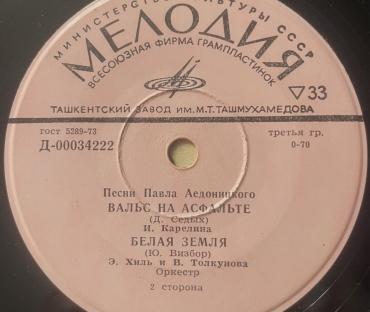 МИНИСТЕРСТВО КУЛЬТУРЫ СССР
МЕЛОДИЯ
ВСЕСОЮЗНАЯ ФИРМА ГРАМПЛАСТИНОК
▽33
ТАШКЕНТСКИЙ ЗАВОД ИМ. М.Т. ТАШМУХАМЕДОВА
ГОСТ 5289-73
третья гр.
Д-00034222
0-70
Песни Павла Аедоницкого
ВАЛЬС НА АСФАЛЬТЕ
(Д. Седых)
И. Карелина
БЕЛАЯ ЗЕМЛЯ
(Ю. Визбор)
Э. Хиль и В. Толкунова
Оркестр
2 сторона